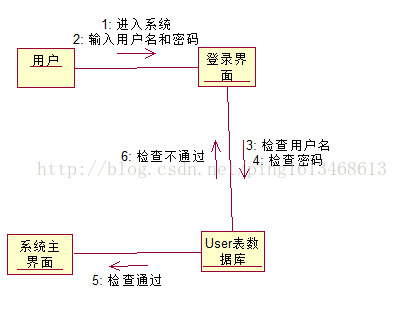 1: 进入系统
2: 输入用户名和密码
用户
登录界
面
3: 检查用户名
4: 检查密码
6: 检查不通过
http://blog.csdn.net/ping1613468613
系统主
界面
User表数
据库
5: 检查通过